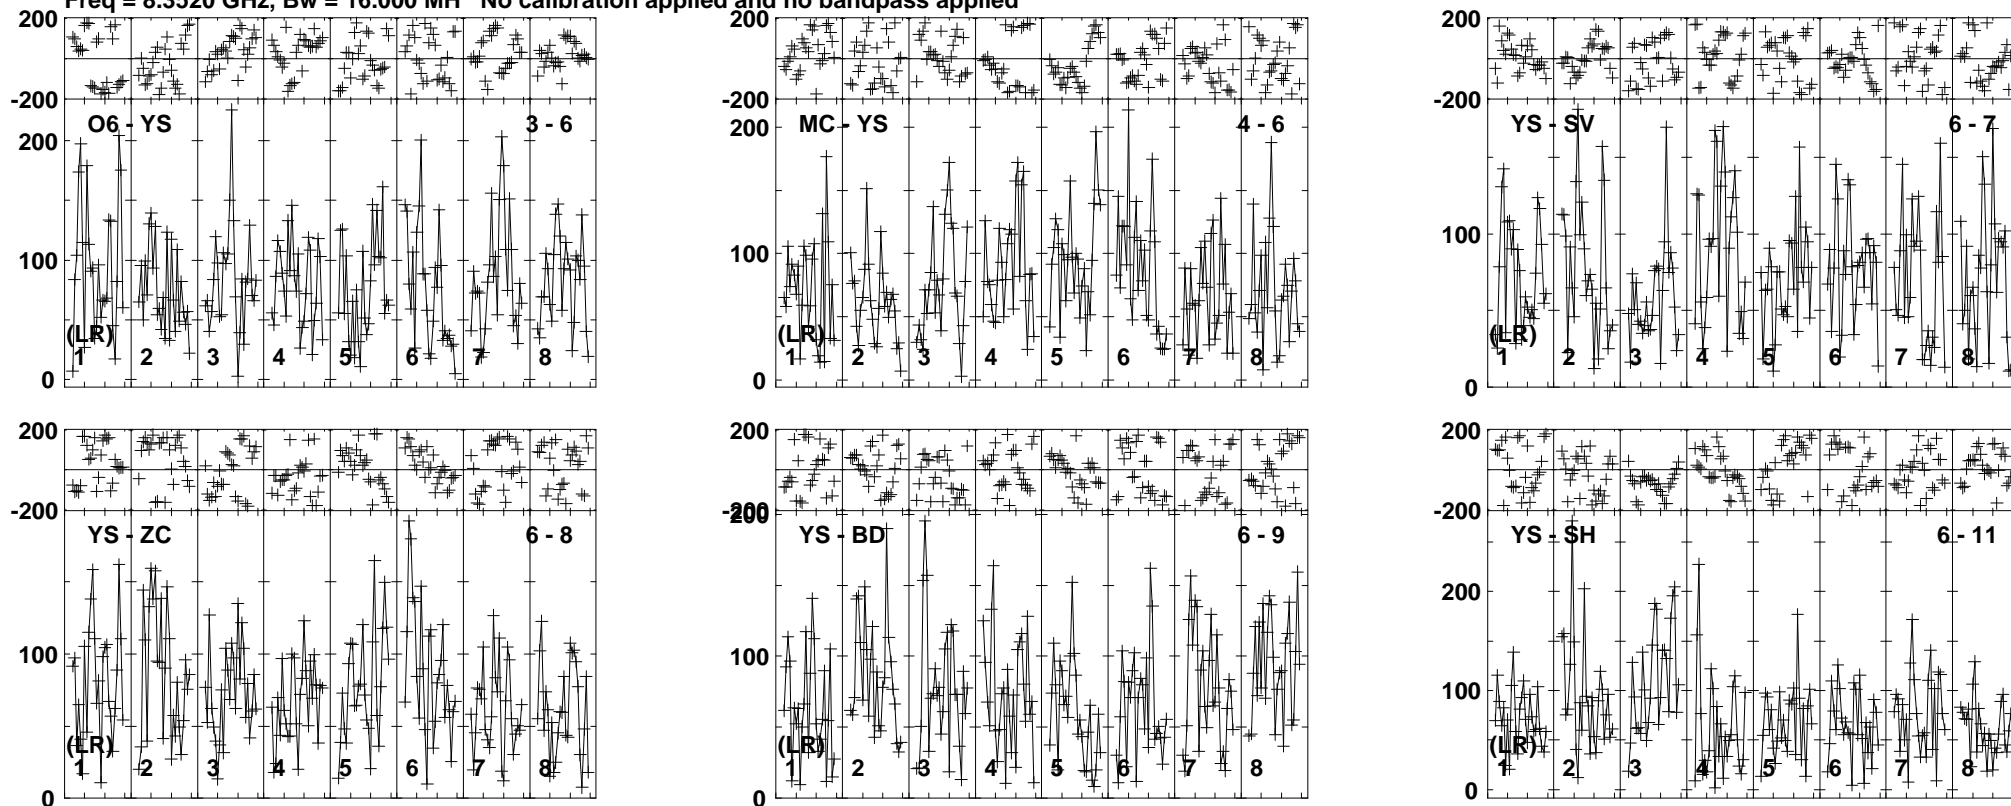 Freq = 8.3520 GHz, Bw = 16.000 MH No calibration applied and no bandpass applied
200 200 200
-200 -200 -200
O6 - YS 3 - 6 MC - YS 4 - 6 YS - SV 6 - 7
200 200
100 100 100
(LR) (LR) (LR)
1 2 3 4 5 6 7 8 1 2 3 4 5 6 7 8 1 2 3 4 5 6 7 8
0 0 0
200 200 200
-200 -200 -200
200
YS - ZC 6 - 8 YS - BD 6 - 9 YS - SH 6 - 11
200
100 100 100
(LR) (LR) (LR)
1 2 3 4 5 6 7 8 1 2 3 4 5 6 7 8 1 2 3 4 5 6 7 8
0 0 0